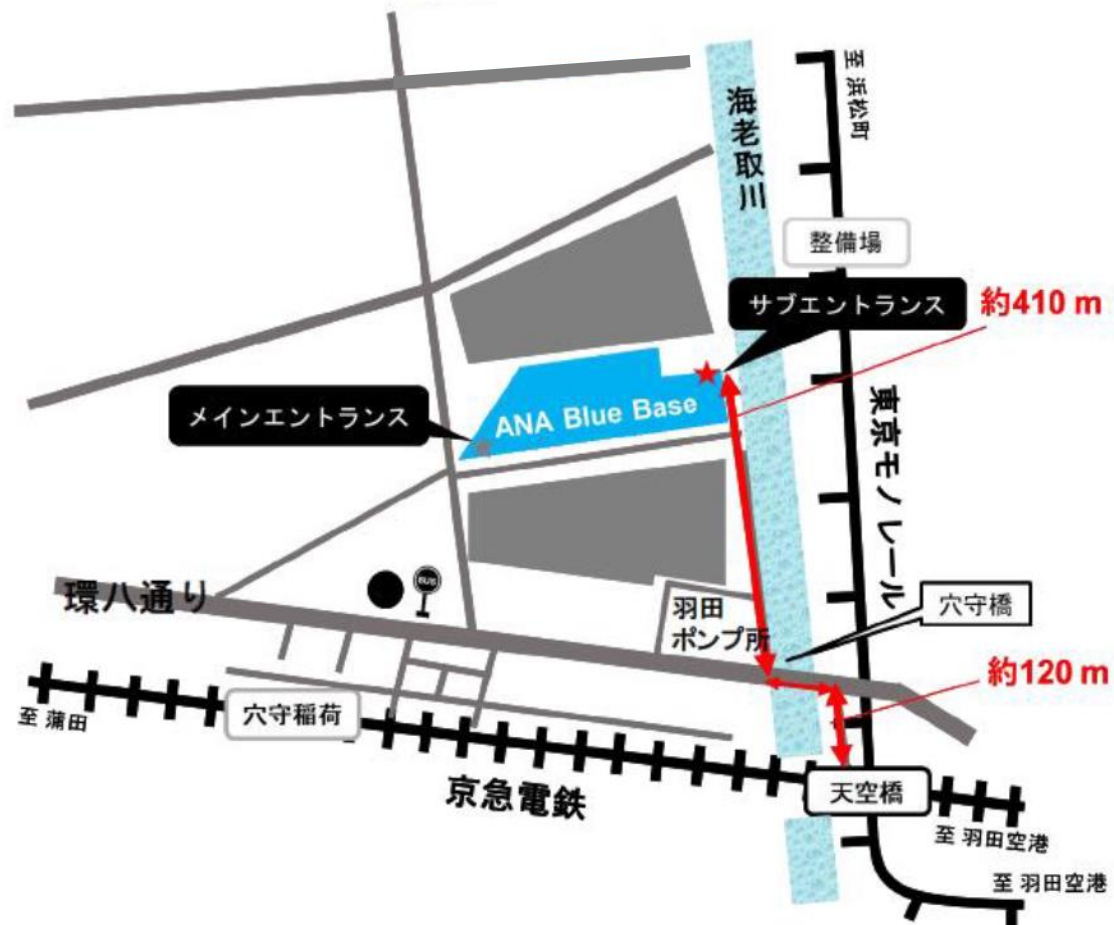 至 浜松町
海老取川
整備場
サブエントランス
約410 m
メインエントランス
ANA Blue Base
東京モノレール
BUS
環八通り
羽田
ポンプ所
穴守橋
約120 m
至 蒲田
穴守稲荷
京急電鉄
天空橋
至 羽田空港
至 羽田空港